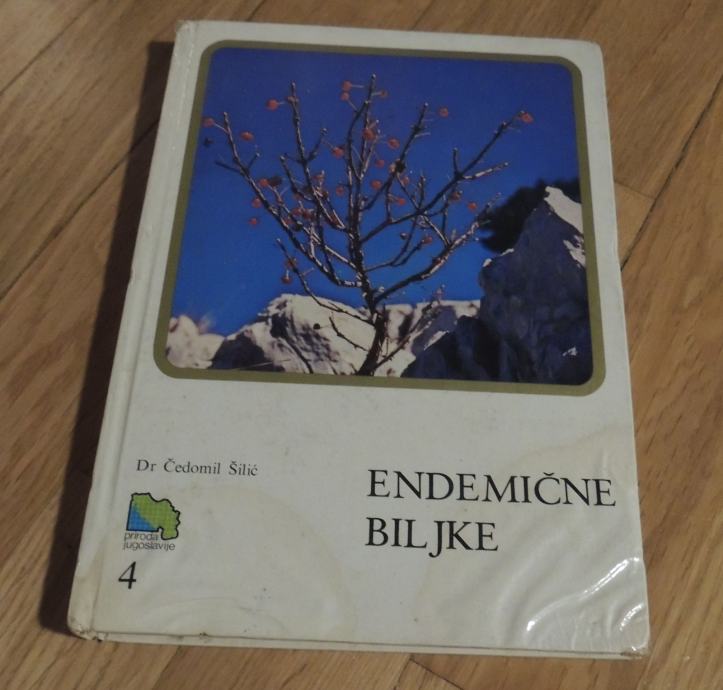 Dr Čedomil Šilić
ENDEMIČNE
BILJKE
priroda
jugoslavije
4